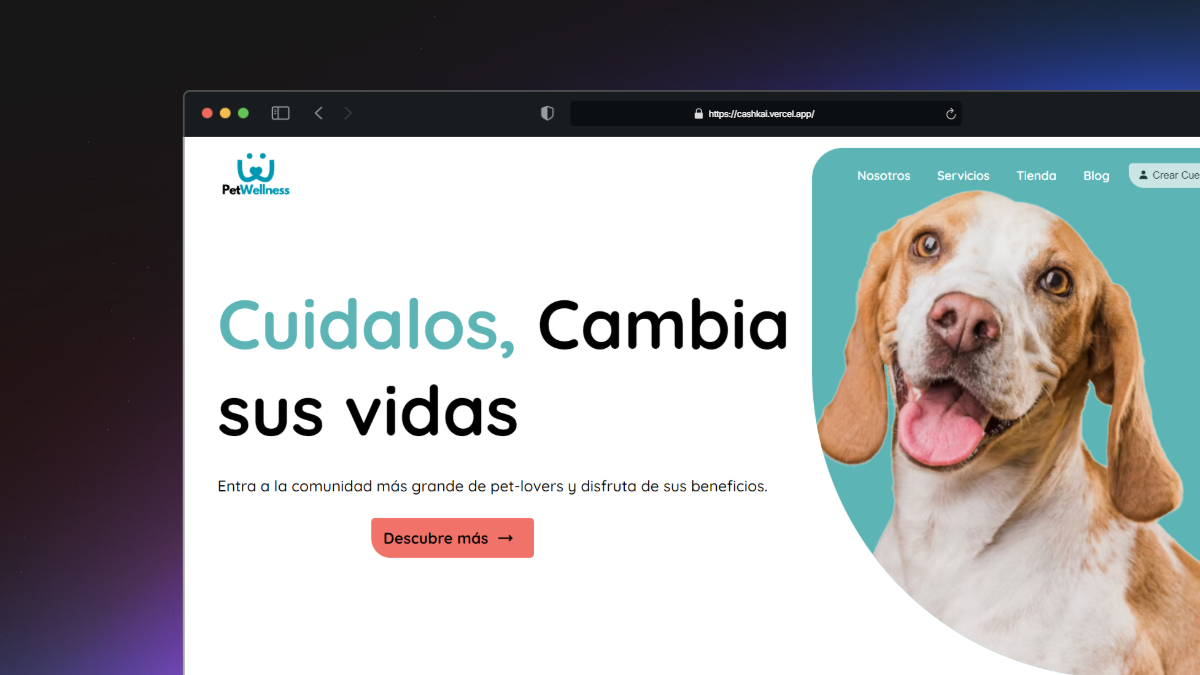 https://cashkai.vercel.app/
PetWellness
Nosotros Servicios Tienda Blog Crear Cue
Cuidalos, Cambia
sus vidas
Entra a la comunidad más grande de pet-lovers y disfruta de sus beneficios.
Descubre más →